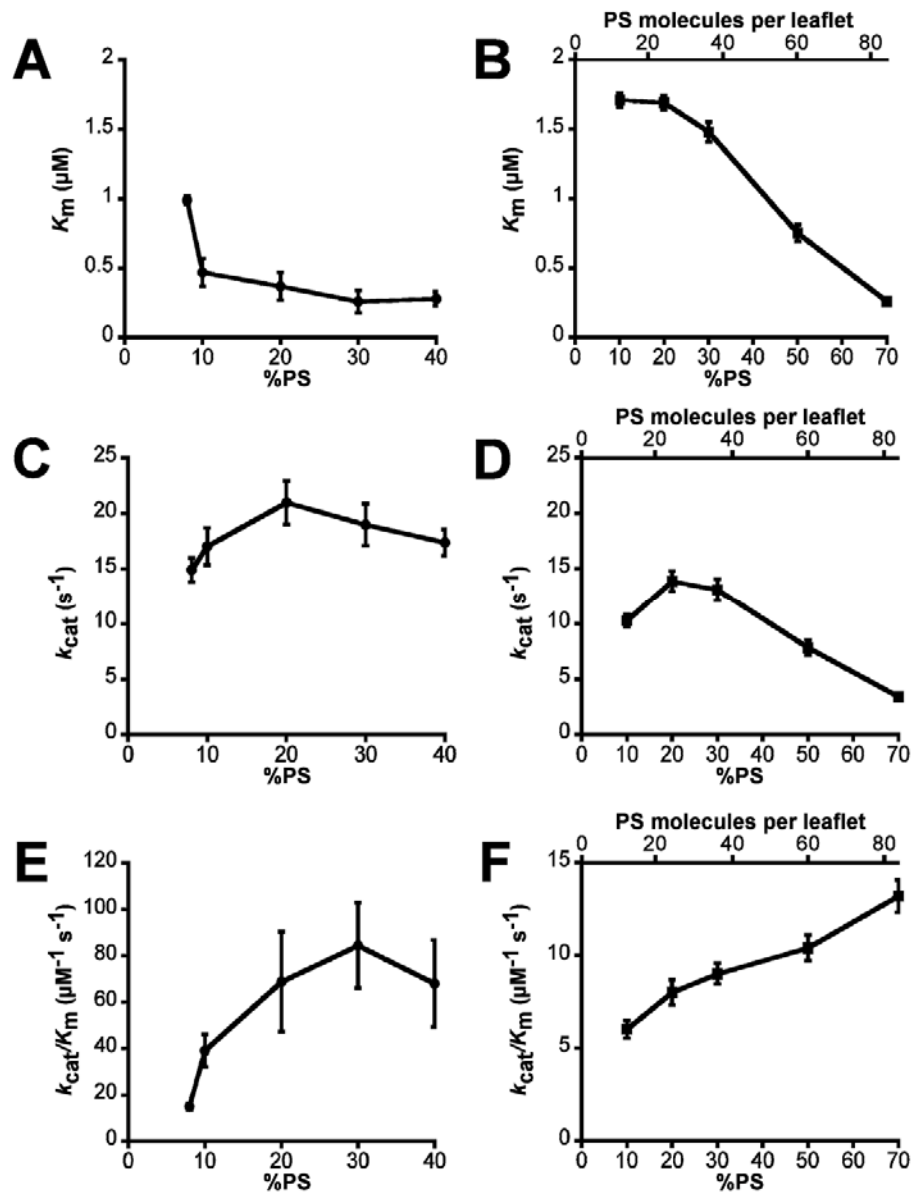 A
2
1.5
1
0.5
0
Km (µM)
0 10 20 30 40
%PS
B
PS molecules per leaflet
0 20 40 60 80
2
1.5
1
0.5
0
Km (µM)
0 10 20 30 40 50 60 70
%PS
C
25
20
15
10
5
0
kcat (s-1)
0 10 20 30 40
%PS
D
PS molecules per leaflet
0 20 40 60 80
25
20
15
10
5
0
kcat (s-1)
0 10 20 30 40 50 60 70
%PS
E
120
100
80
60
40
20
0
kcat/Km (µM-1 s-1)
0 10 20 30 40
%PS
F
PS molecules per leaflet
0 20 40 60 80
15
10
5
0
kcat/Km (µM-1 s-1)
0 10 20 30 40 50 60 70
%PS